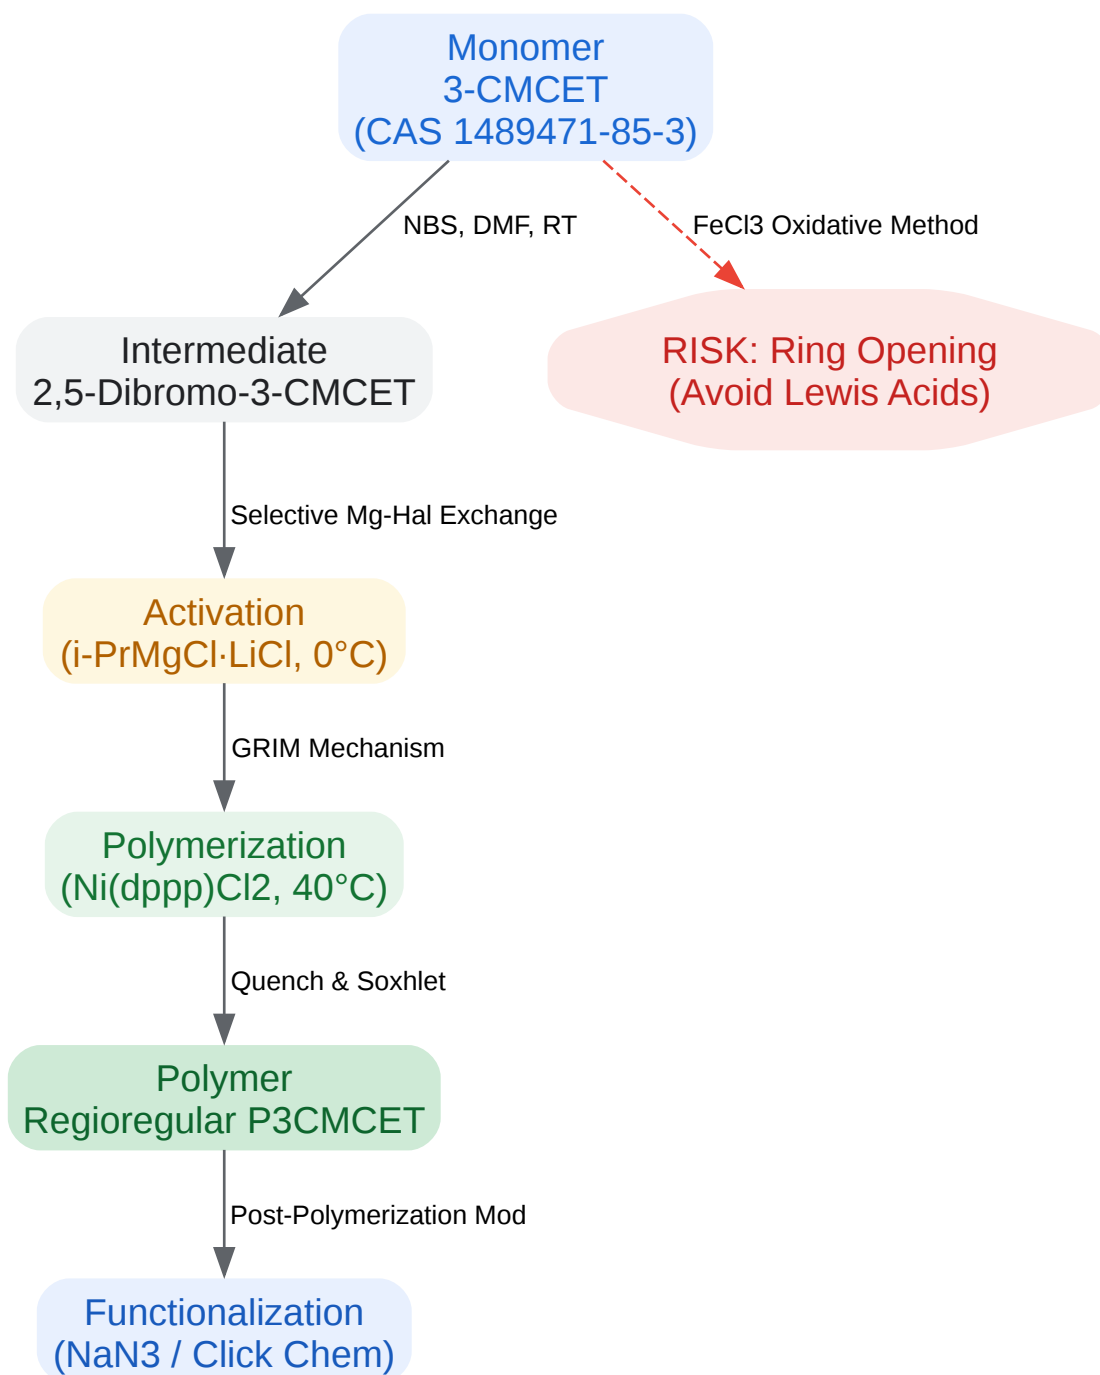 Monomer
3-CMCET
(CAS 1489471-85-3)
NBS, DMF, RT
FeCl3 Oxidative Method
Intermediate
2,5-Dibromo-3-CMCET
RISK: Ring Opening
(Avoid Lewis Acids)
Selective Mg-Hal Exchange
Activation
(i-PrMgCl·LiCl, 0°C)
GRIM Mechanism
Polymerization
(Ni(dppp)Cl2, 40°C)
Quench & Soxhlet
Polymer
Regioregular P3CMCET
Post-Polymerization Mod
Functionalization
(NaN3 / Click Chem)